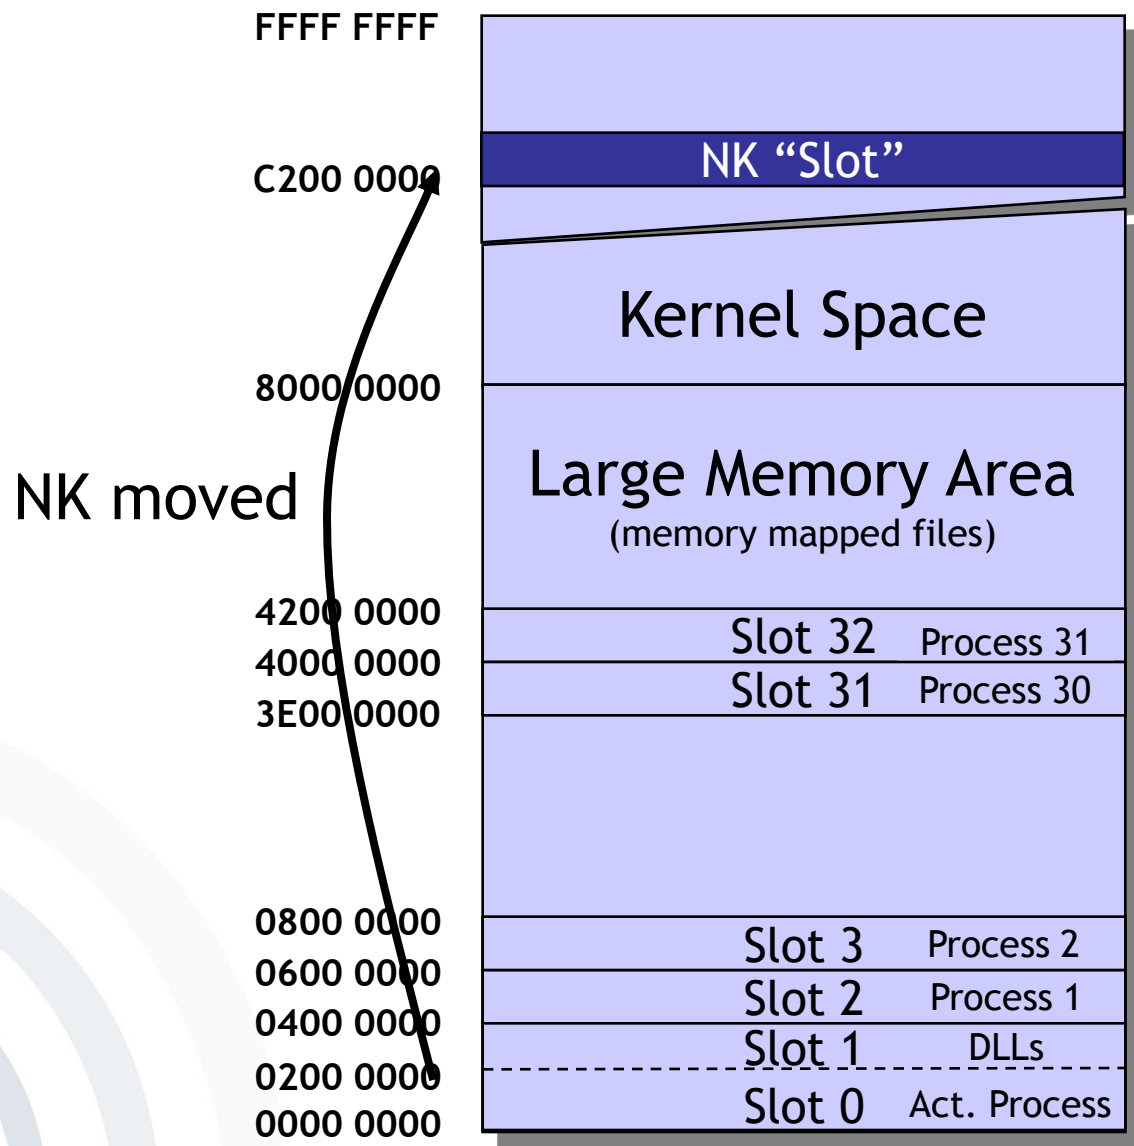 FFFF FFFF
NK “Slot”
C200 0000
Kernel Space
8000 0000
Large Memory Area
NK moved
(memory mapped files)
4200 0000
Slot 32 Process 31
4000 0000
Slot 31 Process 30
3E00 0000
0800 0000
Slot 3 Process 2
0600 0000
Slot 2 Process 1
0400 0000
Slot 1 DLLs
0200 0000
Slot 0 Act. Process
0000 0000